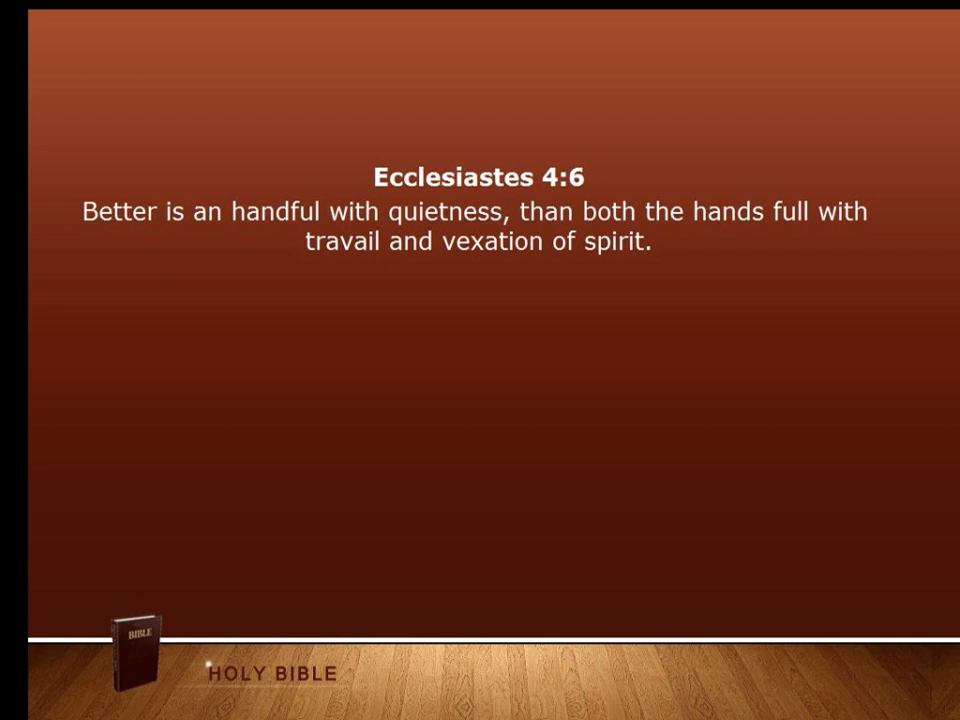 Ecclesiastes 4:6
Better is an handful with quietness, than both the hands full with
travail and vexation of spirit.
BIBLE
HOLY BIBLE